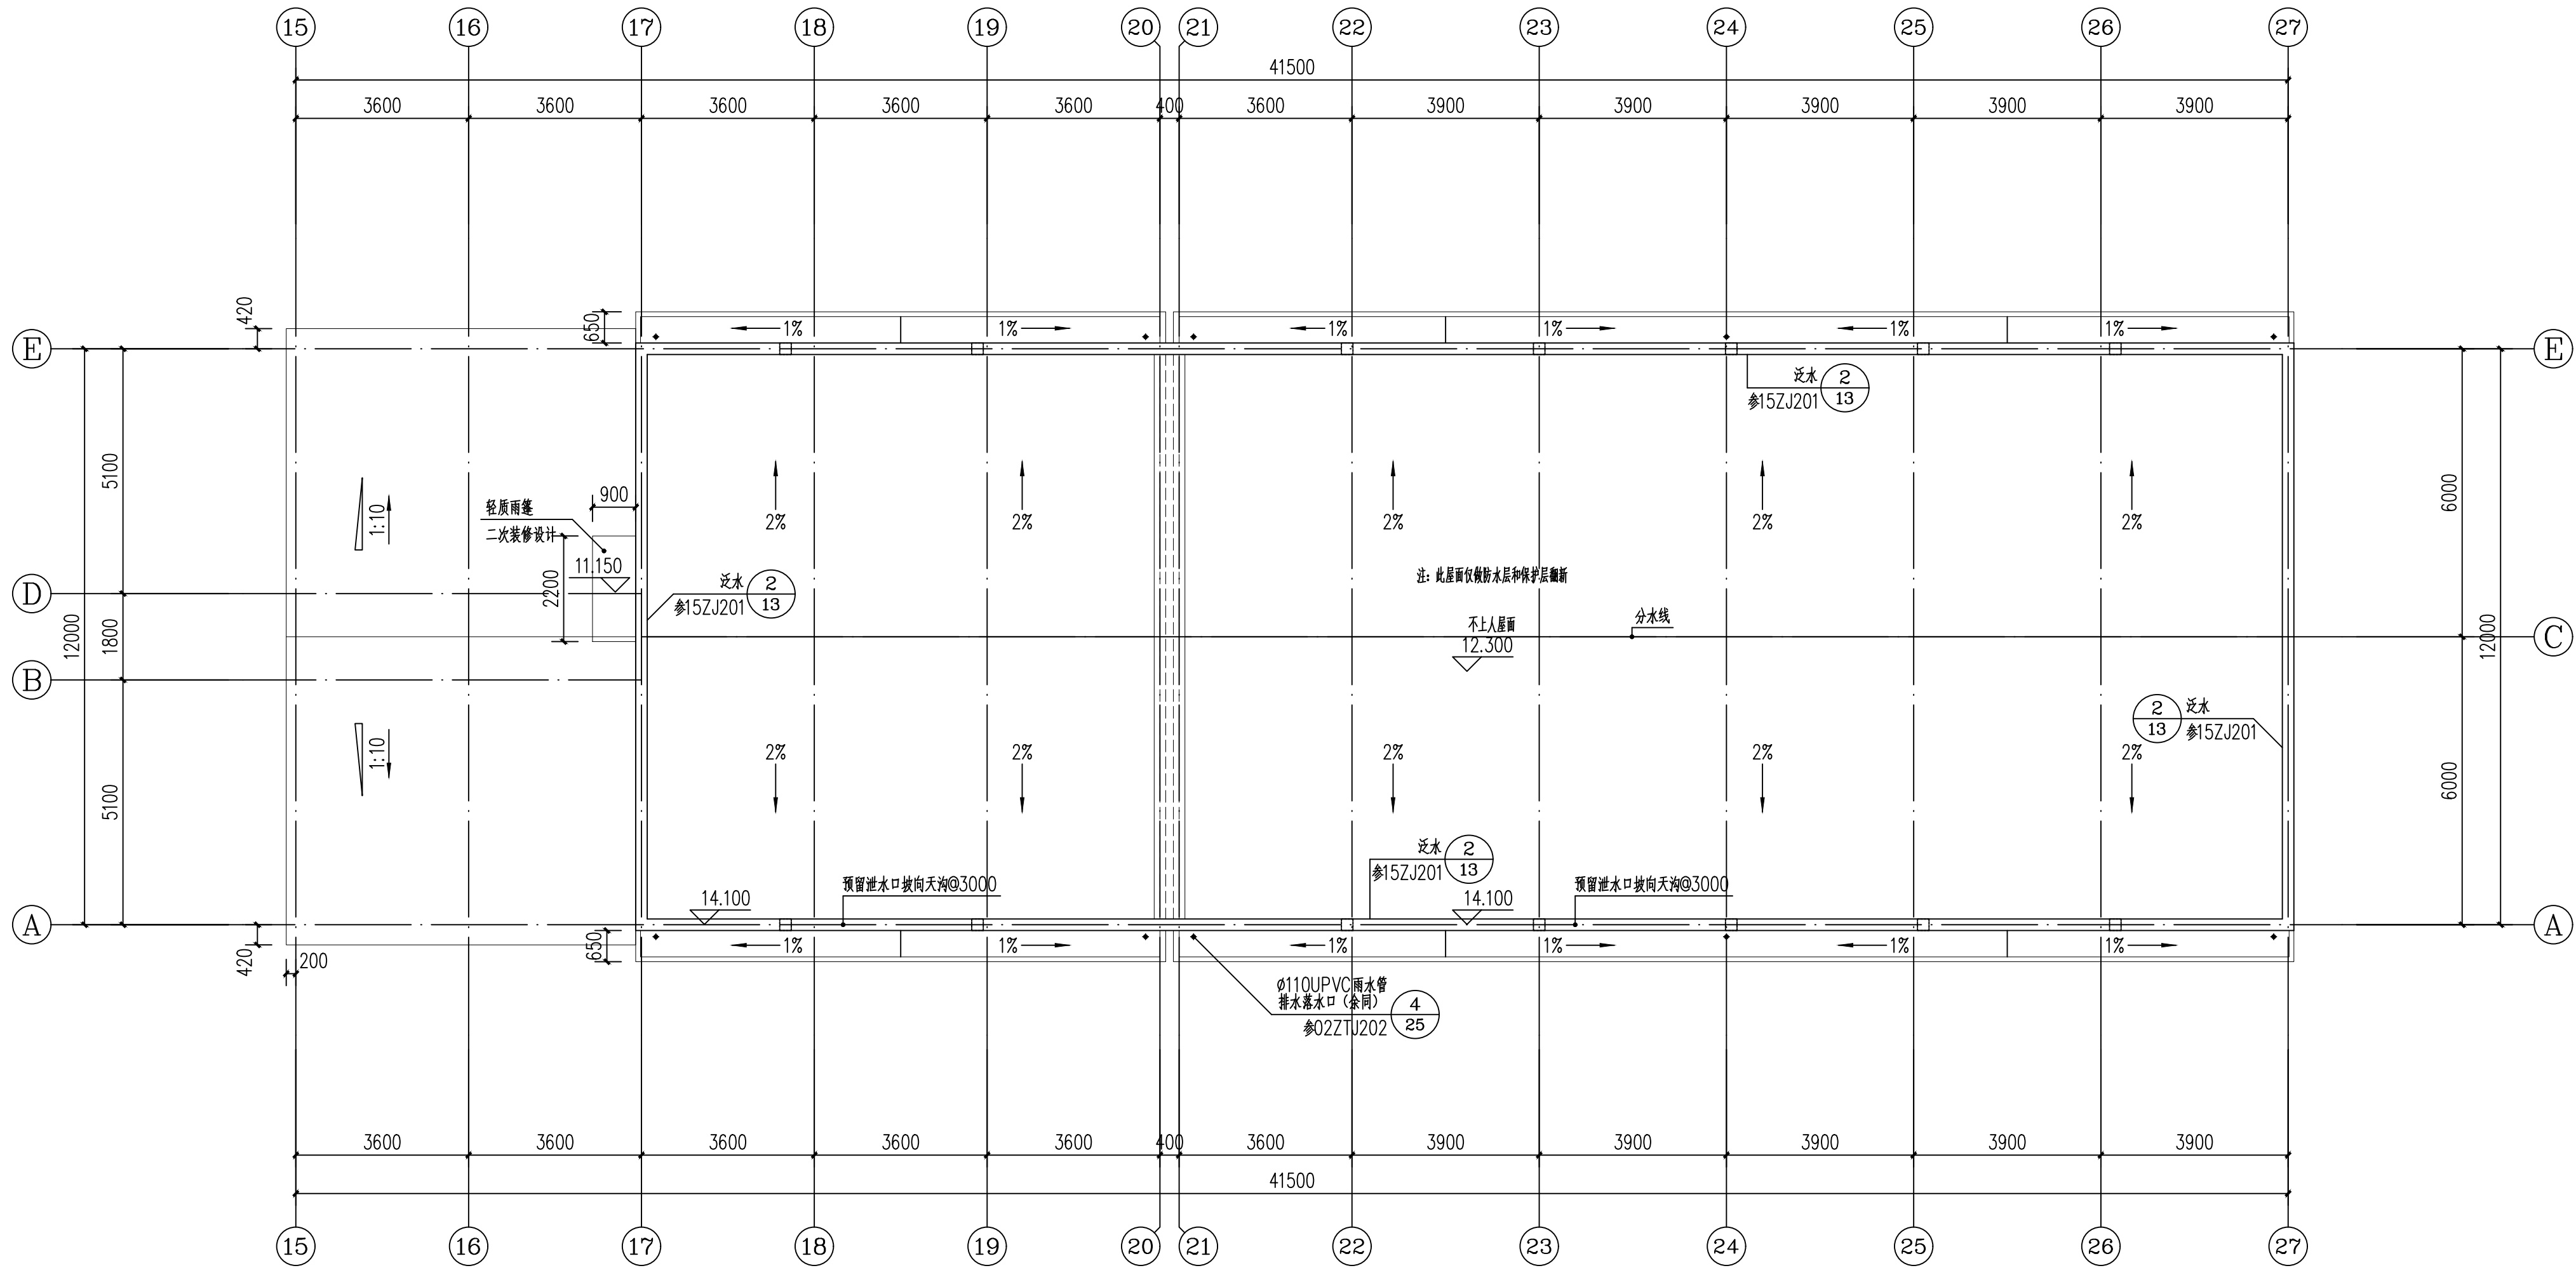 15 16 17 18 19 20 21 22 23 24 25 26 27
41500
3600 3600 3600 3600 3600 400 3600 3900 3900 3900 3900 3900
420
650
1% 1% 1% 1% 1% 1%
E E
泛水 2
参15ZJ201 13
5100
6000
1:10
900
轻质雨篷
二次装修设计
2% 2% 2% 2% 2%
11.150
2200
泛水 2
参15ZJ201 13
注：此屋面仅做防水层和保护层翻新
D
12000
1800
不上人屋面
12.300
分水线
12000
C
B
2 泛水
13 参15ZJ201
1:10
2% 2% 2% 2% 2%
5100
6000
泛水 2
参15ZJ201 13
14.100
预留泄水口坡向天沟@3000
14.100
预留泄水口坡向天沟@3000
A A
1% 1% 1% 1% 1% 1%
650
420
200
ø110UPVC雨水管
排水落水口（余同） 4
参02ZTJ202 25
3600 3600 3600 3600 3600 400 3600 3900 3900 3900 3900 3900
41500
15 16 17 18 19 20 21 22 23 24 25 26 27